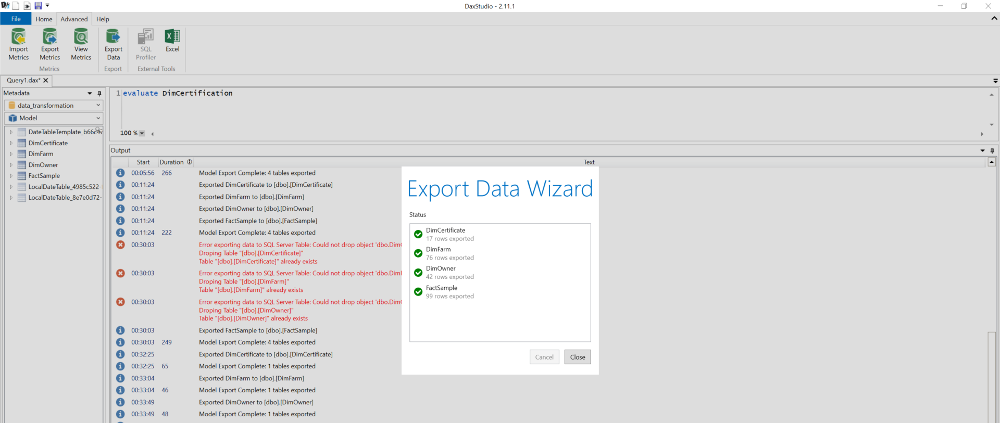 DaxStudio - 2.11.1
File Home Advanced Help
Import Metrics
Export Metrics
View Metrics
Export Data
SQL Profiler
Excel
Metrics
Export
External Tools
Query1.dax*
Metadata
data_transformation
Model
DateTableTemplate_b66c47
DimCertificate
DimFarm
DimOwner
FactSample
LocalDateTable_4985c522-
LocalDateTable_8e7e0d72-
1 evaluate DimCertification
100 %
Output
Start Duration Text
00:05:56 266 Model Export Complete: 4 tables exported
00:11:24 Exported DimCertificate to [dbo].[DimCertificate]
00:11:24 Exported DimFarm to [dbo].[DimFarm]
00:11:24 Exported DimOwner to [dbo].[DimOwner]
00:11:24 Exported FactSample to [dbo].[FactSample]
00:11:24 222 Model Export Complete: 4 tables exported
00:30:03 Error exporting data to SQL Server Table: Could not drop object 'dbo.Dim
Droping Table "[dbo].[DimCertificate]"
Table "[dbo].[DimCertificate]" already exists
00:30:03 Error exporting data to SQL Server Table: Could not drop object 'dbo.Dim
Droping Table "[dbo].[DimFarm]"
Table "[dbo].[DimFarm]" already exists
00:30:03 Error exporting data to SQL Server Table: Could not drop object 'dbo.Dim
Droping Table "[dbo].[DimOwner]"
Table "[dbo].[DimOwner]" already exists
00:30:03 Exported FactSample to [dbo].[FactSample]
00:30:03 249 Model Export Complete: 4 tables exported
00:32:25 Exported DimCertificate to [dbo].[DimCertificate]
00:32:25 65 Model Export Complete: 1 tables exported
00:33:04 Exported DimFarm to [dbo].[DimFarm]
00:33:04 46 Model Export Complete: 1 tables exported
00:33:49 Exported DimOwner to [dbo].[DimOwner]
00:33:49 48 Model Export Complete: 1 tables exported
Export Data Wizard
Status
DimCertificate
17 rows exported
DimFarm
76 rows exported
DimOwner
42 rows exported
FactSample
99 rows exported
Cancel Close